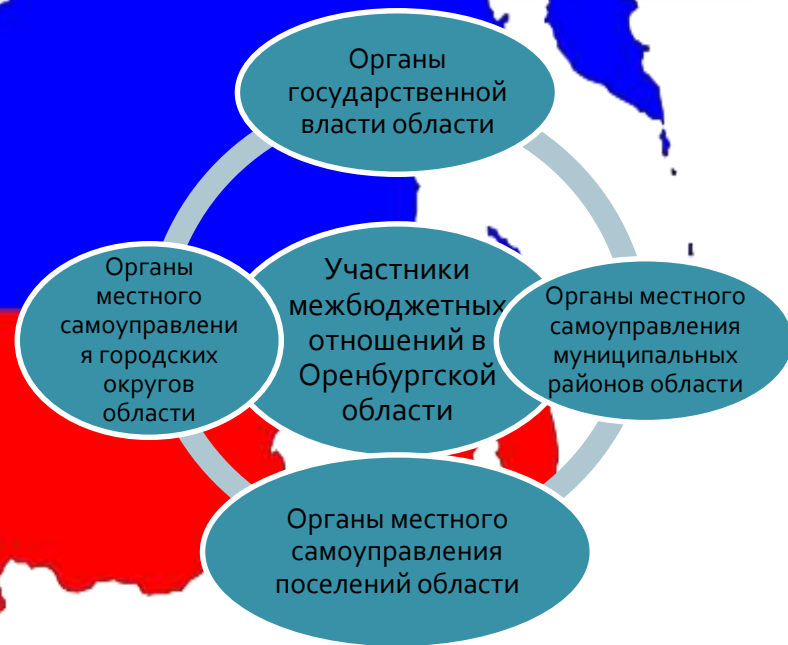 Органы
государственной
власти области
Органы
местного
самоуправлени
я городских
округов
области
Участники
межбюджетных
отношений в
Оренбургской
области
Органы местного
самоуправления
муниципальных
районов области
Органы местного
самоуправления
поселений области